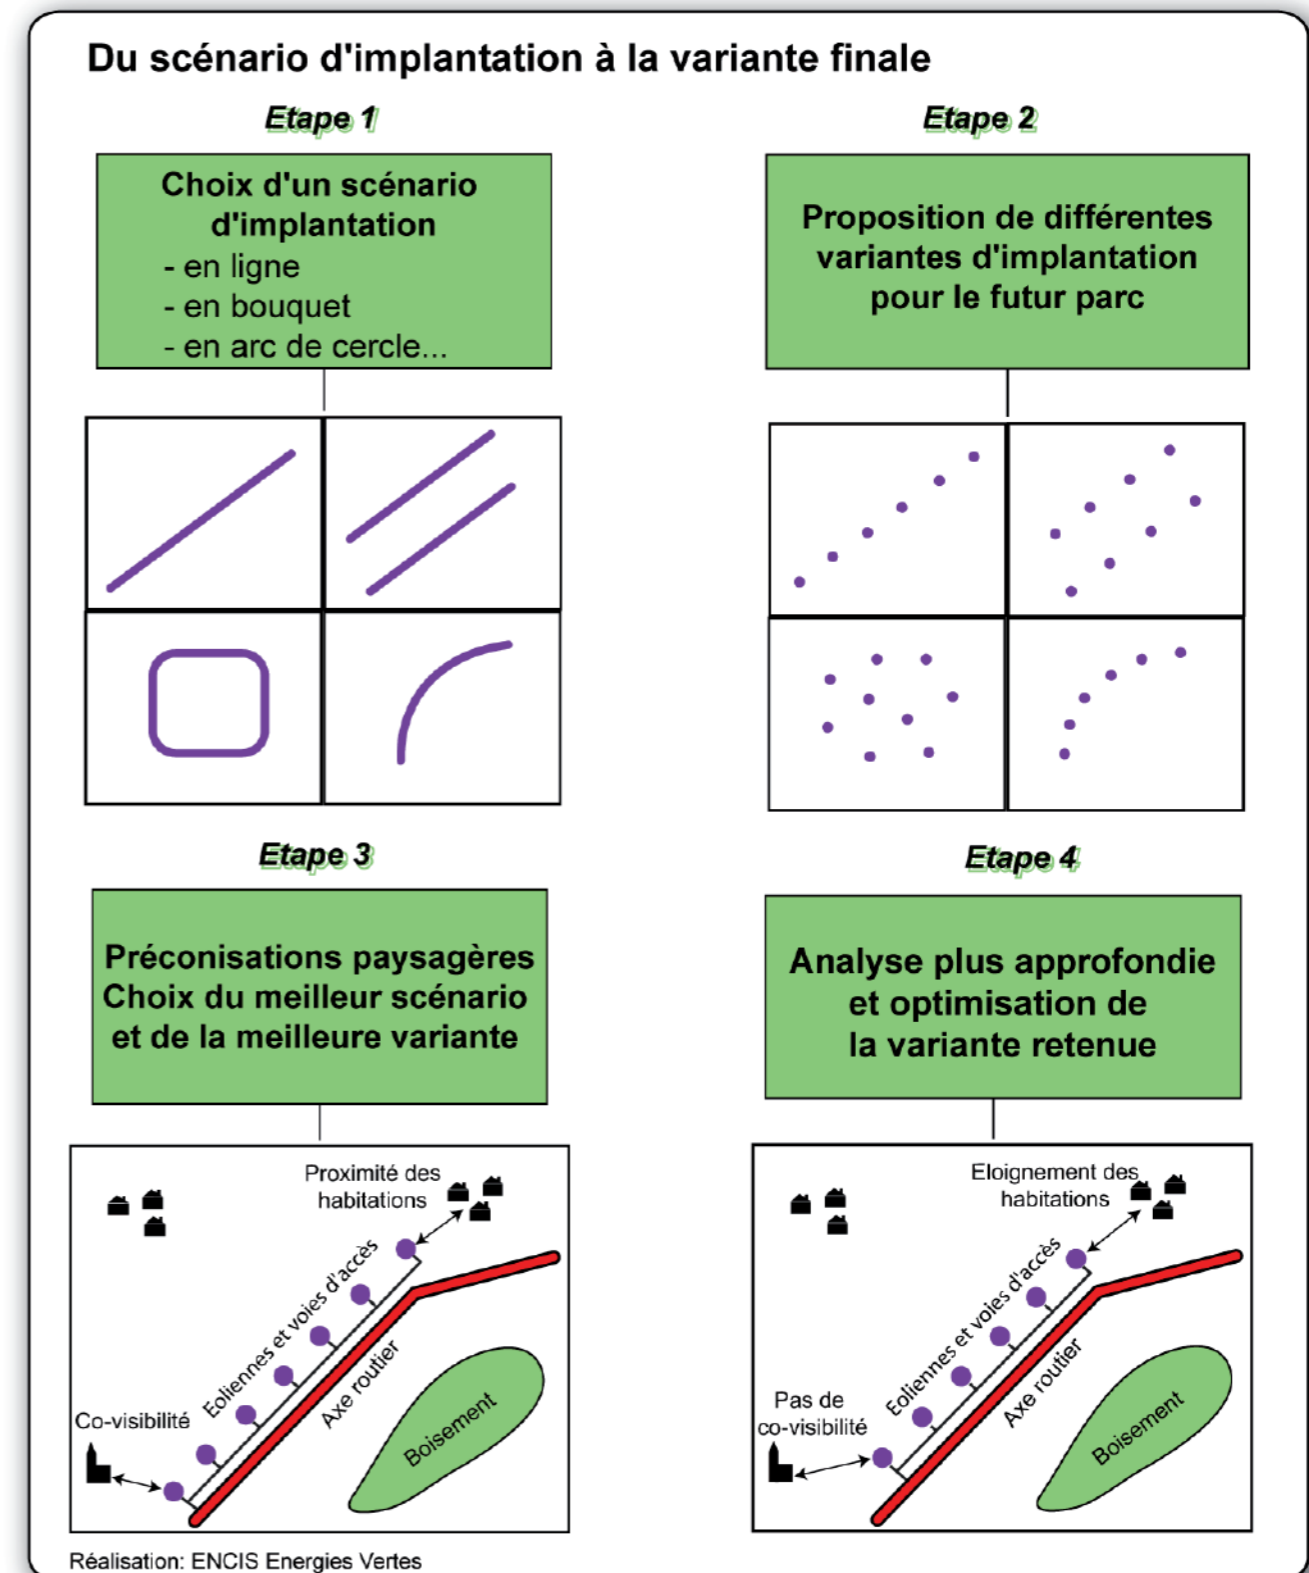 Du scénario d'implantation à la variante finale
Etape 1
Choix d'un scénario
d'implantation
- en ligne
- en bouquet
- en arc de cercle...
Etape 2
Proposition de différentes
variantes d'implantation
pour le futur parc
Etape 3
Préconisations paysagères
Choix du meilleur scénario
et de la meilleure variante
Proximité des
habitations
Eoliennes et voies d'accès
Axe routier
Co-visibilité
Boisement
Etape 4
Analyse plus approfondie
et optimisation de
la variante retenue
Eloignement des
habitations
Eoliennes et voies d'accès
Axe routier
Pas de
co-visibilité
Boisement
Réalisation: ENCIS Energies Vertes